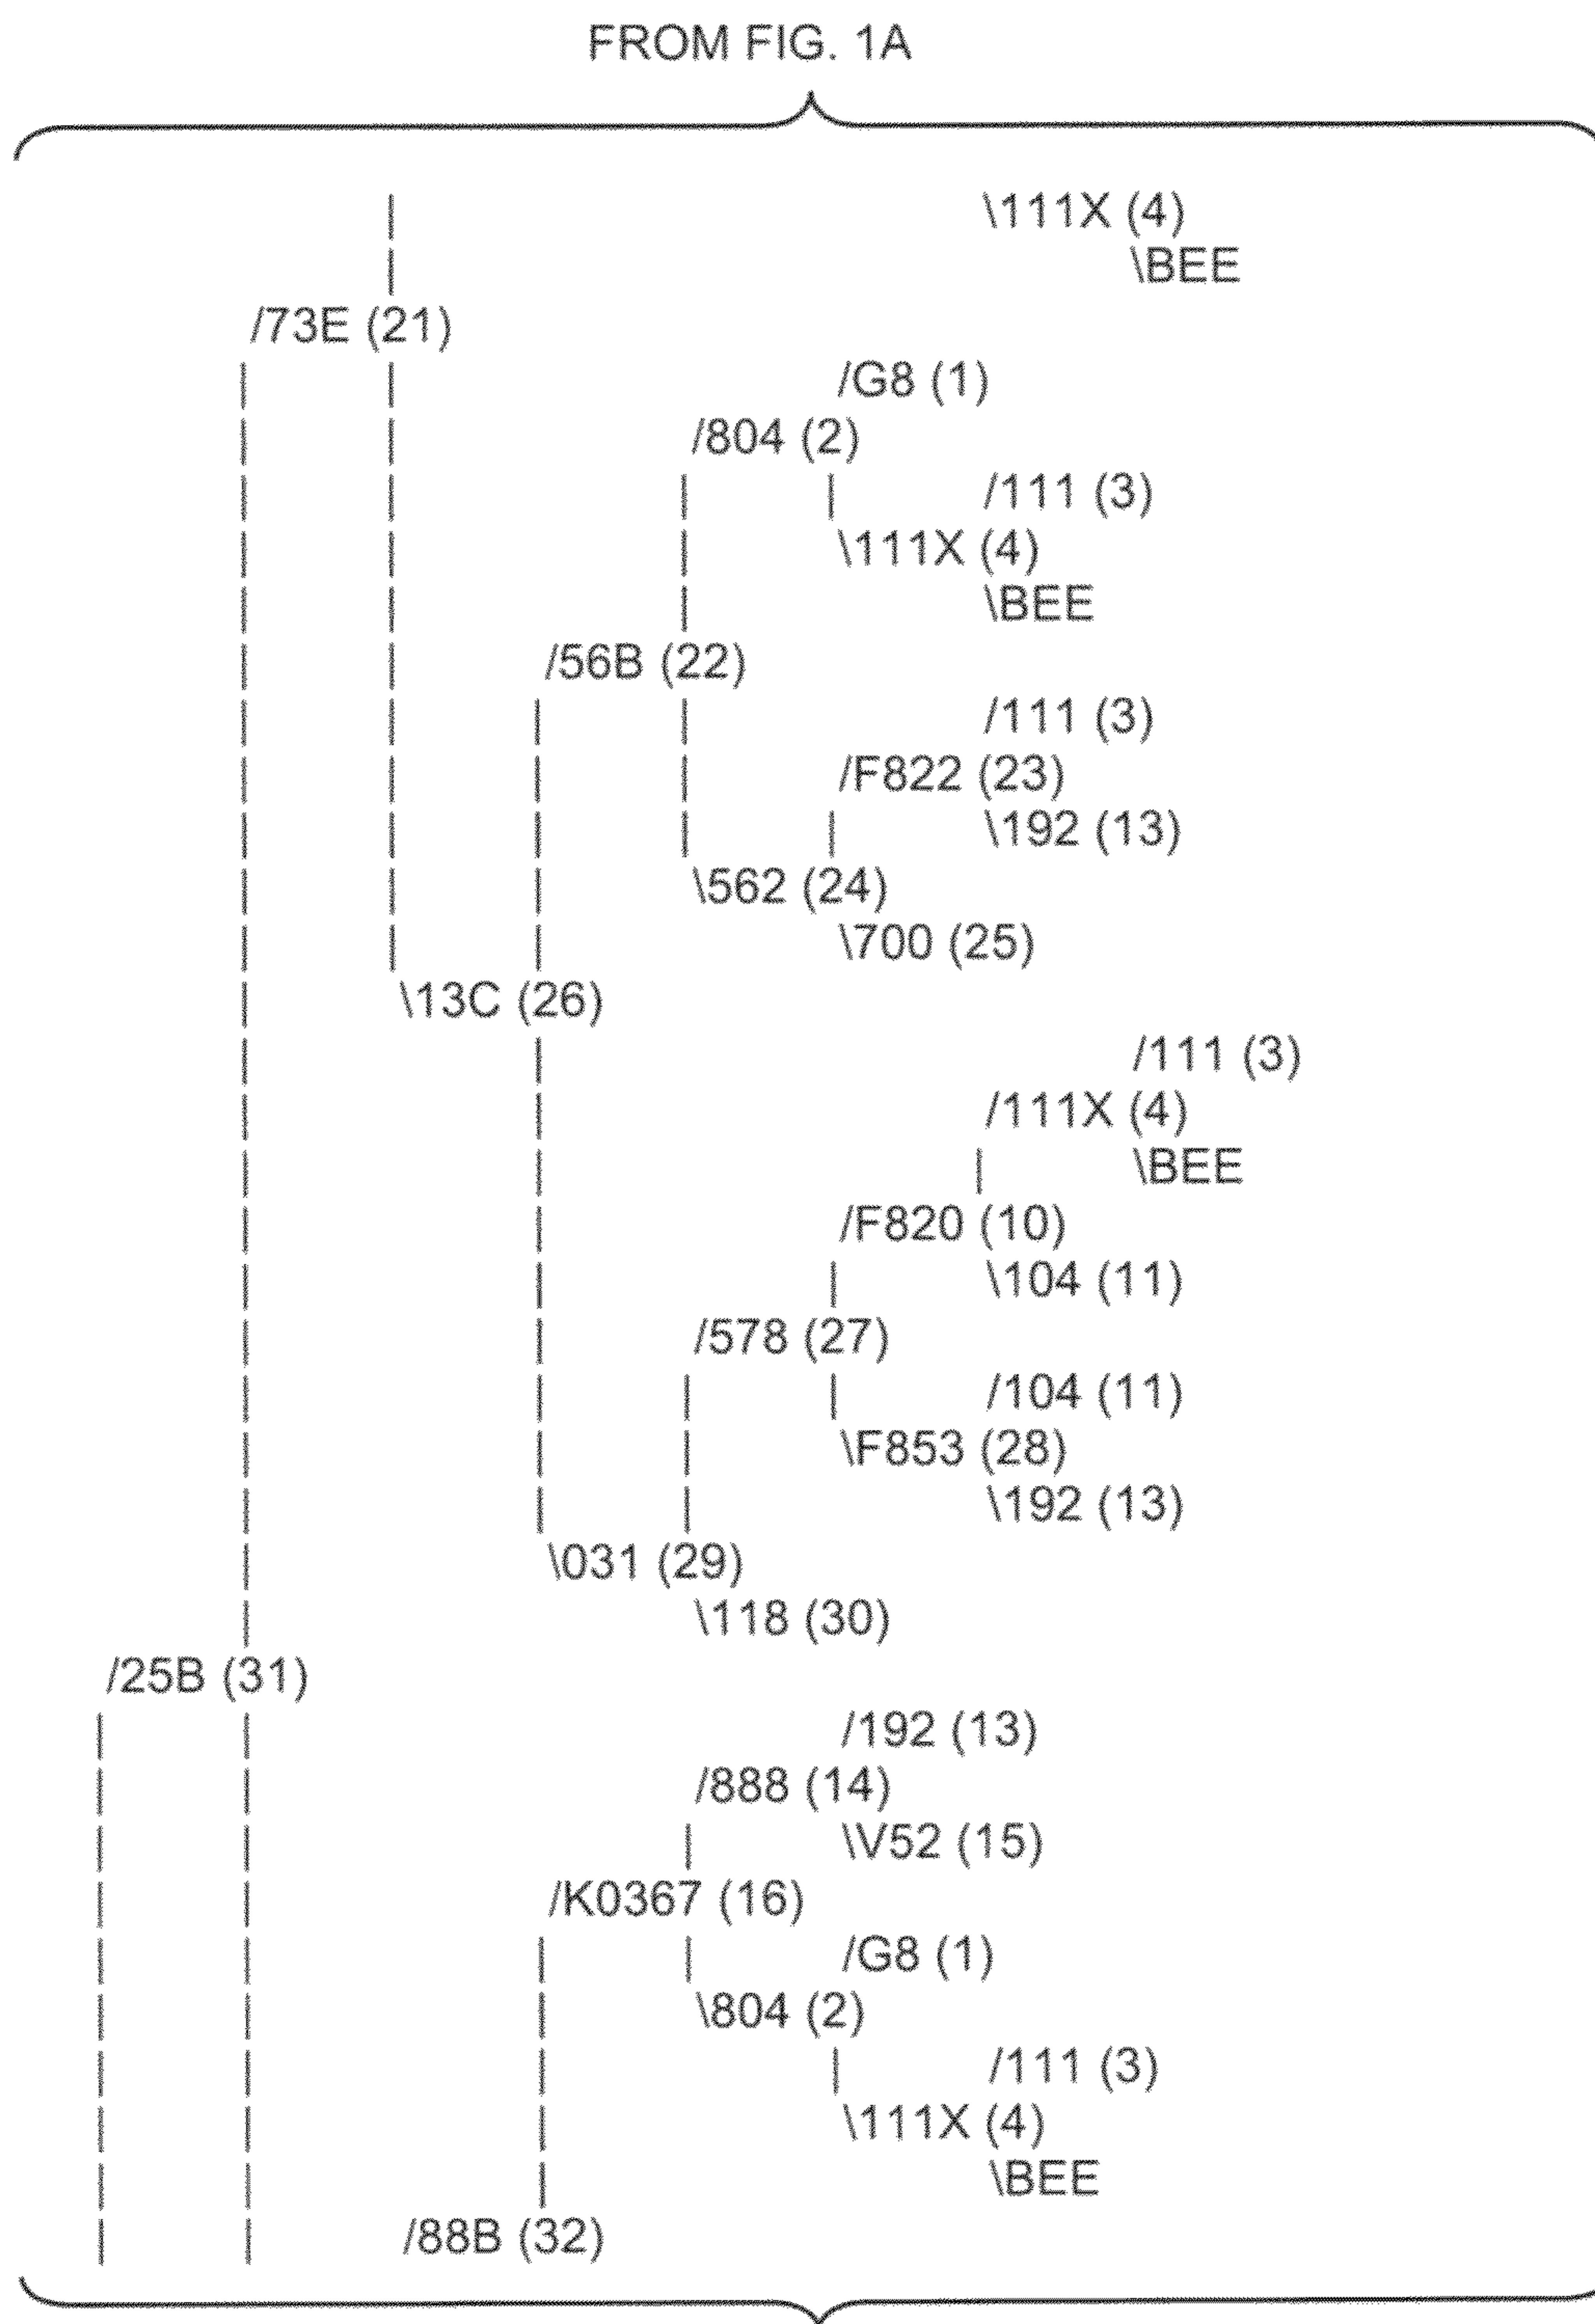 FROM FIG. 1A
\111X (4)
\BEE
/73E (21)
/G8 (1)
/804 (2)
/111 (3)
\111X (4)
\BEE
/56B (22)
/111 (3)
/F822 (23)
\192 (13)
\562 (24)
\700 (25)
\13C (26)
/111 (3)
/111X (4)
\BEE
/F820 (10)
\104 (11)
/578 (27)
/104 (11)
\F853 (28)
\192 (13)
\031 (29)
\118 (30)
/25B (31)
/192 (13)
/888 (14)
\V52 (15)
/K0367 (16)
/G8 (1)
\804 (2)
/111 (3)
\111X (4)
\BEE
/88B (32)